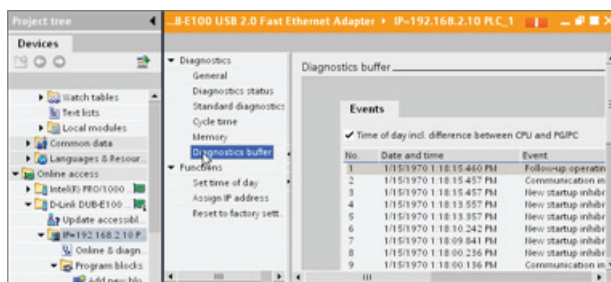 Project tree
Devices
Watch tables
Text lists
Local modules
Common data
Languages & Resour...
Online access
Intel(R) PRO/1000 ...
D-Link DUB-E100 ...
Update accessibl...
IP=192.168.2.10 P...
Online & diagn...
Program blocks
Add new blo...
...B-E100 USB 2.0 Fast Ethernet Adapter ▸ IP=192.168.2.10 PLC_1
Diagnostics
General
Diagnostics status
Standard diagnostics
Cycle time
Memory
Diagnostics buffer
Functions
Set time of day
Assign IP address
Reset to factory sett...
Diagnostics buffer
Events
Time of day incl. difference between CPU and PG/PC
No. Date and time Event
1 1/15/1970 1:18:15.460 PM Follow-up operatin
2 1/15/1970 1:18:15.457 PM Communication in
3 1/15/1970 1:18:15.457 PM New startup inhibi
4 1/15/1970 1:18:13.557 PM New startup inhibi
5 1/15/1970 1:18:13.357 PM New startup inhibi
6 1/15/1970 1:18:10.242 PM New startup inhibi
7 1/15/1970 1:18:09.841 PM New startup inhibi
8 1/15/1970 1:18:00.236 PM New startup inhibi
9 1/15/1970 1:18:00.136 PM Communication in